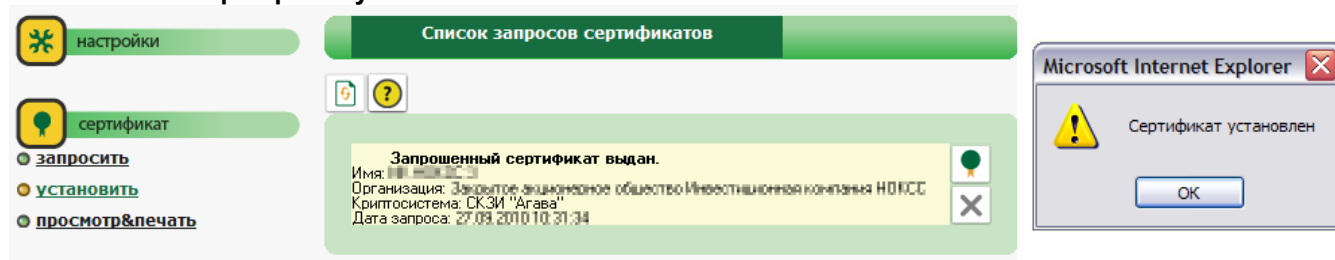 настройки
сертификат
запросить
установить
просмотр&печать
Список запросов сертификатов
?
Запрошенный сертификат выдан.
Имя:
Организация: Закрытое акционерное общество Инвестиционная компания НОКСС
Криптосистема: СКЗИ "Агава"
Дата запроса: 27.09.2010 10:31:34
Microsoft Internet Explorer
Сертификат установлен
OK